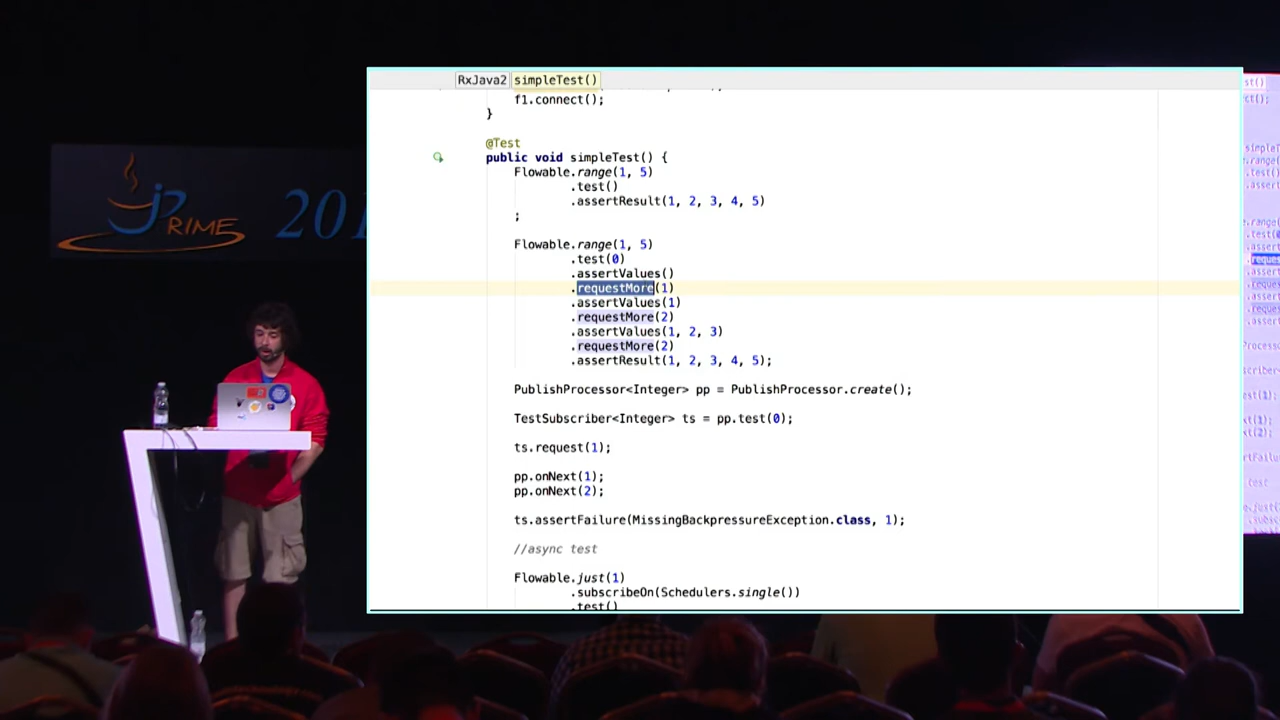 jPRIME 201
RxJava2 simpleTest()
f1.connect();
}
@Test
public void simpleTest() {
Flowable.range(1, 5)
.test()
.assertResult(1, 2, 3, 4, 5)
;
Flowable.range(1, 5)
.test(0)
.assertValues()
.requestMore(1)
.assertValues(1)
.requestMore(2)
.assertValues(1, 2, 3)
.requestMore(2)
.assertResult(1, 2, 3, 4, 5);
PublishProcessor<Integer> pp = PublishProcessor.create();
TestSubscriber<Integer> ts = pp.test(0);
ts.request(1);
pp.onNext(1);
pp.onNext(2);
ts.assertFailure(MissingBackpressureException.class, 1);
//async test
Flowable.just(1)
.subscribeOn(Schedulers.single())
.test()